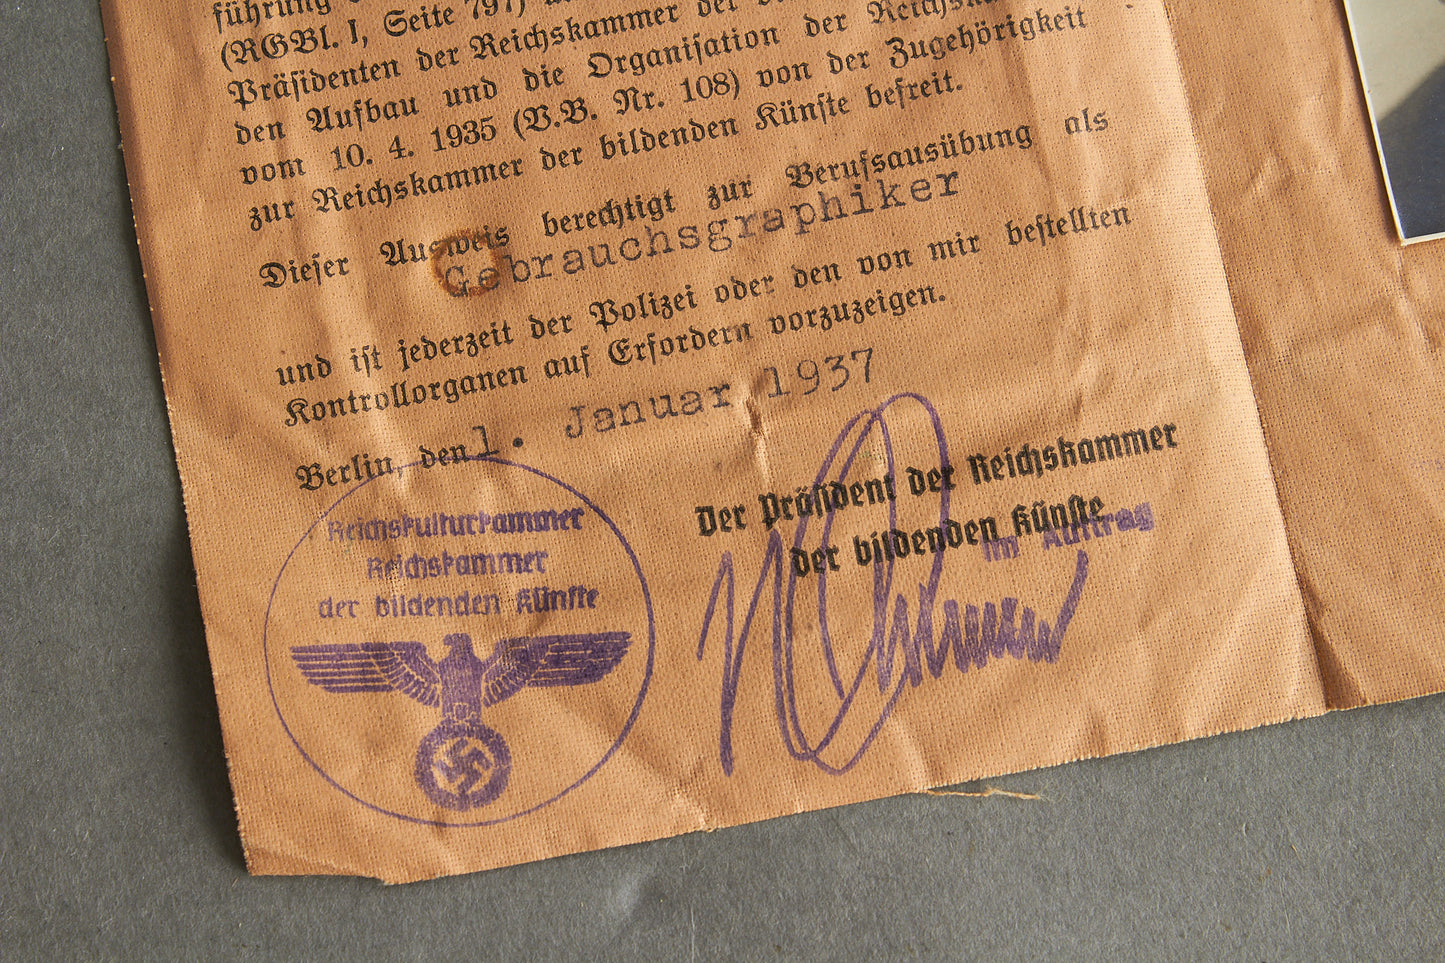 führung
(RGBl. I, Seite 797)
Präsidenten der Reichskammer der
den Aufbau und die Organisation der
vom 10. 4. 1935 (V.B. Nr. 108) von der Zugehörigkeit
zur Reichskammer der bildenden Künste befreit.
Dieser Ausweis berechtigt zur Berufsausübung als
Gebrauchsgraphiker
und ist jederzeit der Polizei oder den von mir bestellten
Kontrollorganen auf Erfordern vorzuzeigen.
Berlin, den 1. Januar 1937
Der Präsident der Reichskammer
der bildenden Künste
Im Auftrag
Reichskulturkammer
Reichskammer
der bildenden Künste